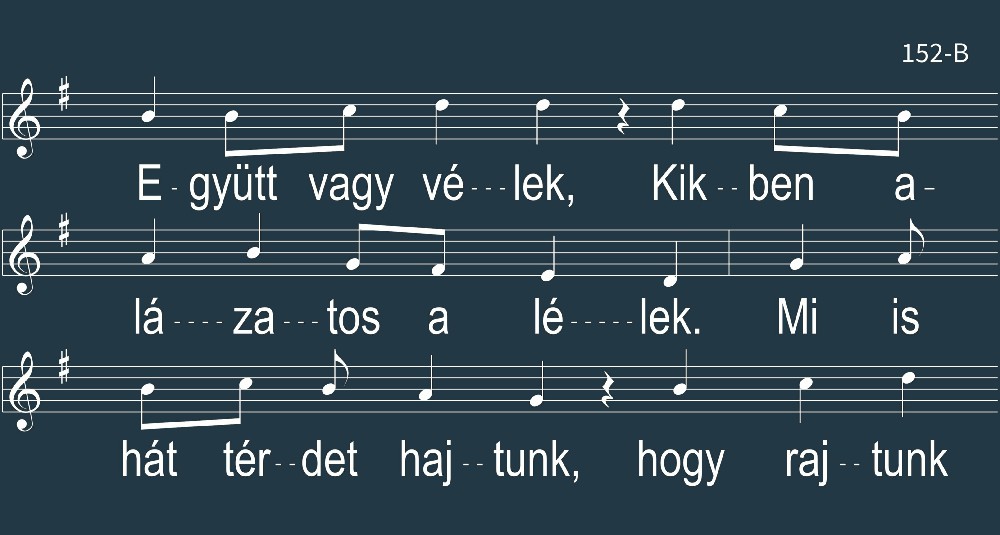 152-B
E - gyütt vagy vé - - - lek, Kik - - ben a -
lá - - - - za - - - tos a lé - - - - - lek. Mi is
hát tér - - det haj - - tunk, hogy raj - - tunk